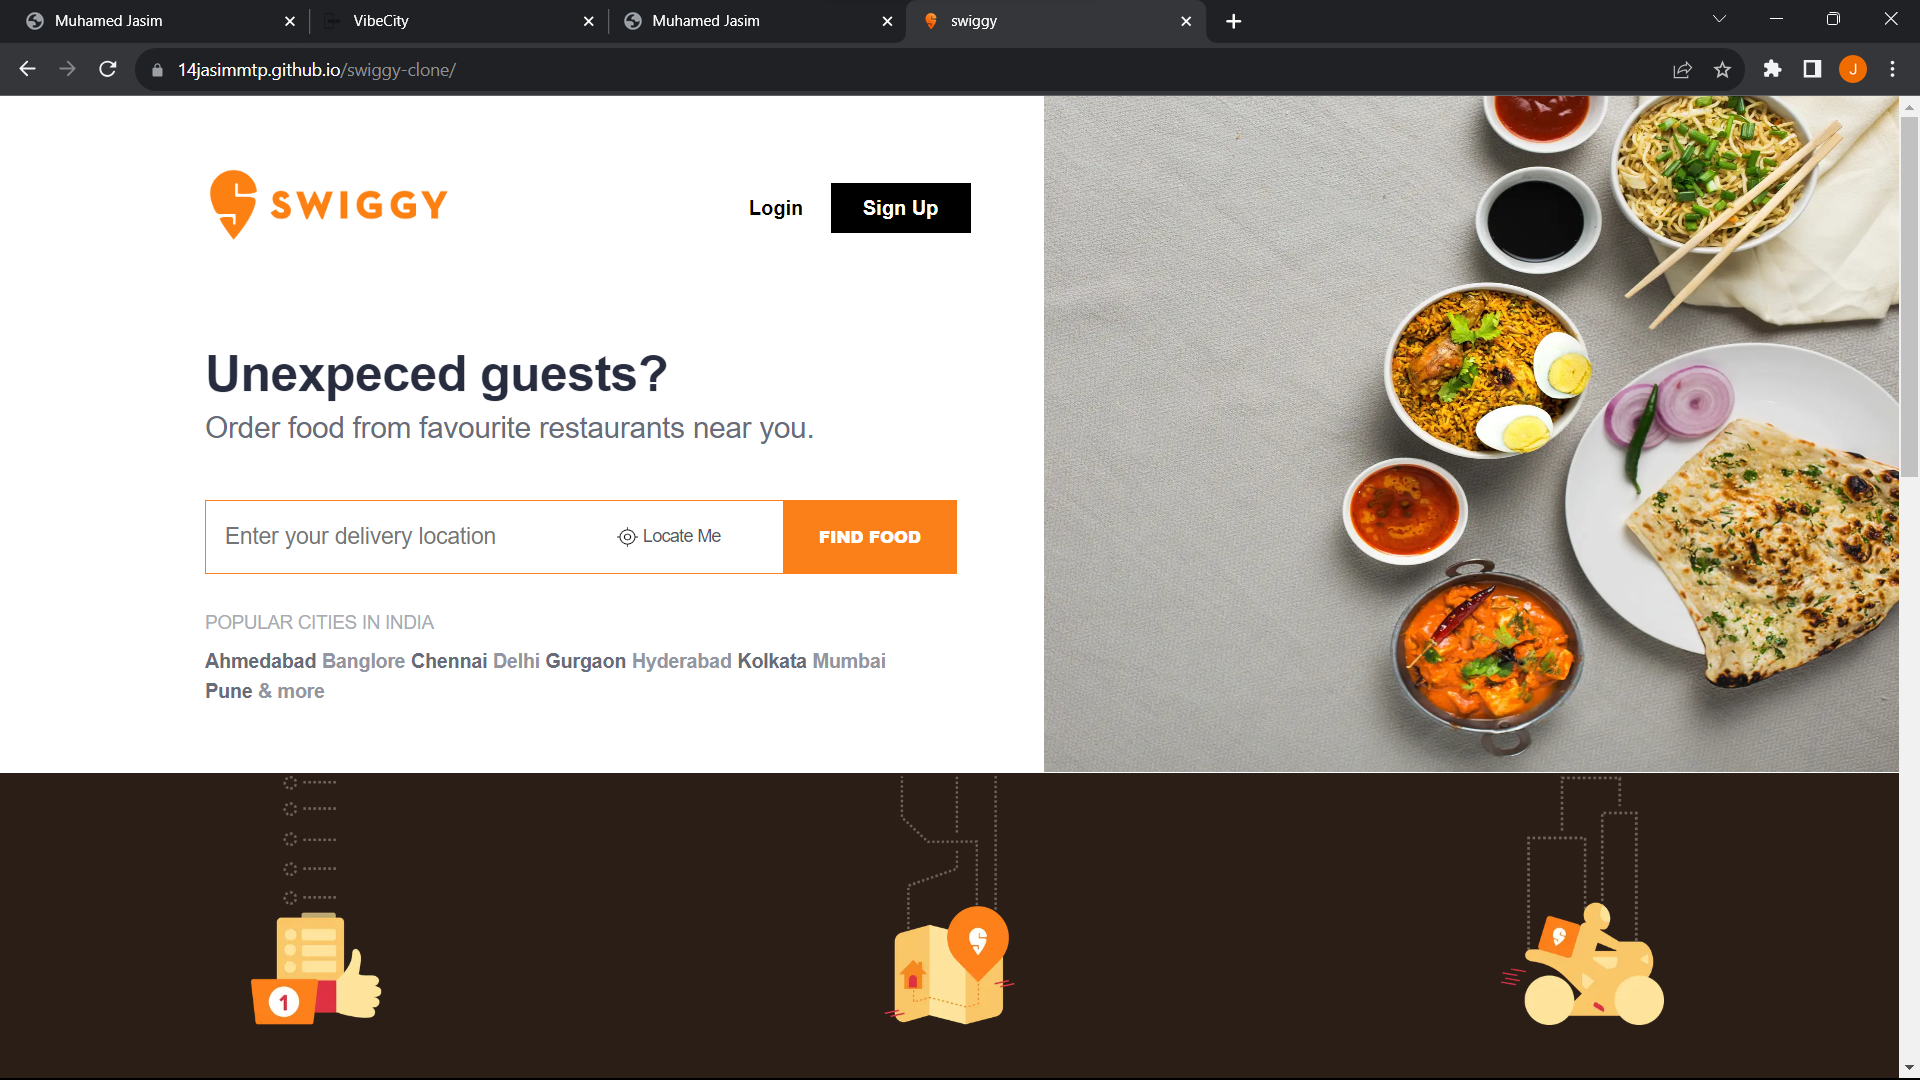 Muhamed Jasim
VibeCity
Muhamed Jasim
swiggy
14jasimmtp.github.io/swiggy-clone/
J
SWIGGY
Login
Sign Up
Unexpeced guests?
Order food from favourite restaurants near you.
Enter your delivery location
Locate Me
FIND FOOD
POPULAR CITIES IN INDIA
Ahmedabad Banglore Chennai Delhi Gurgaon Hyderabad Kolkata Mumbai
Pune & more
1